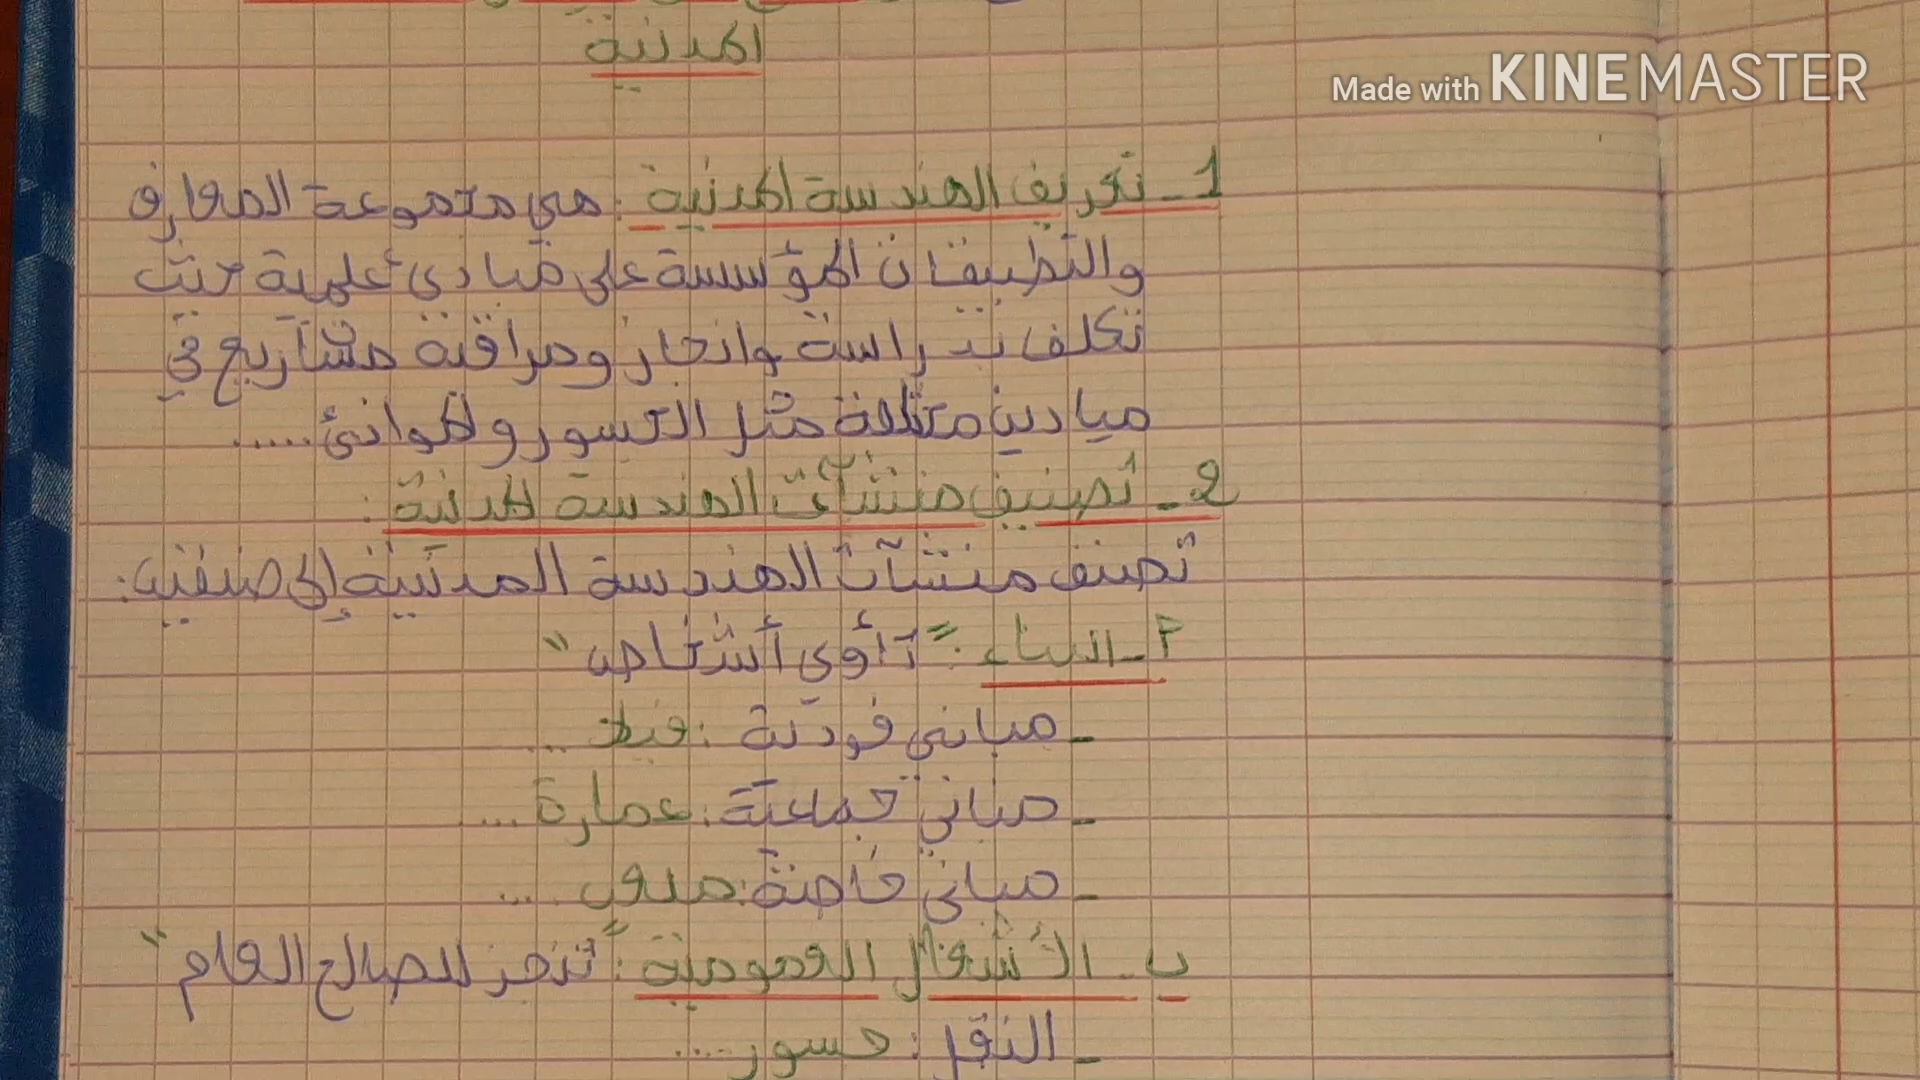 المدنية
Made with KINEMASTER
1_ تعريف الهندسة المدنية : هي مجموعة المعارف
والتطبيقات المؤسسة على مبادئ علمية حيث
تكلف بدراسة وانجاز ومراقبة مشاريع في
ميادين مختلفة مثل الجسور والموانئ.....
2_ تصنيف منشآت الهندسة المدنية :
تصنف منشآت الهندسة المدنية إلى صنفين:
أ_ البناء : "تأوي أشخاص"
_ مباني فردية : فيلا ...
_ مباني جماعية : عمارة ...
_ مباني خاصة : ...
ب_ الأشغال العمومية : "تنجز للصالح العام"
_ النقل : جسور ....